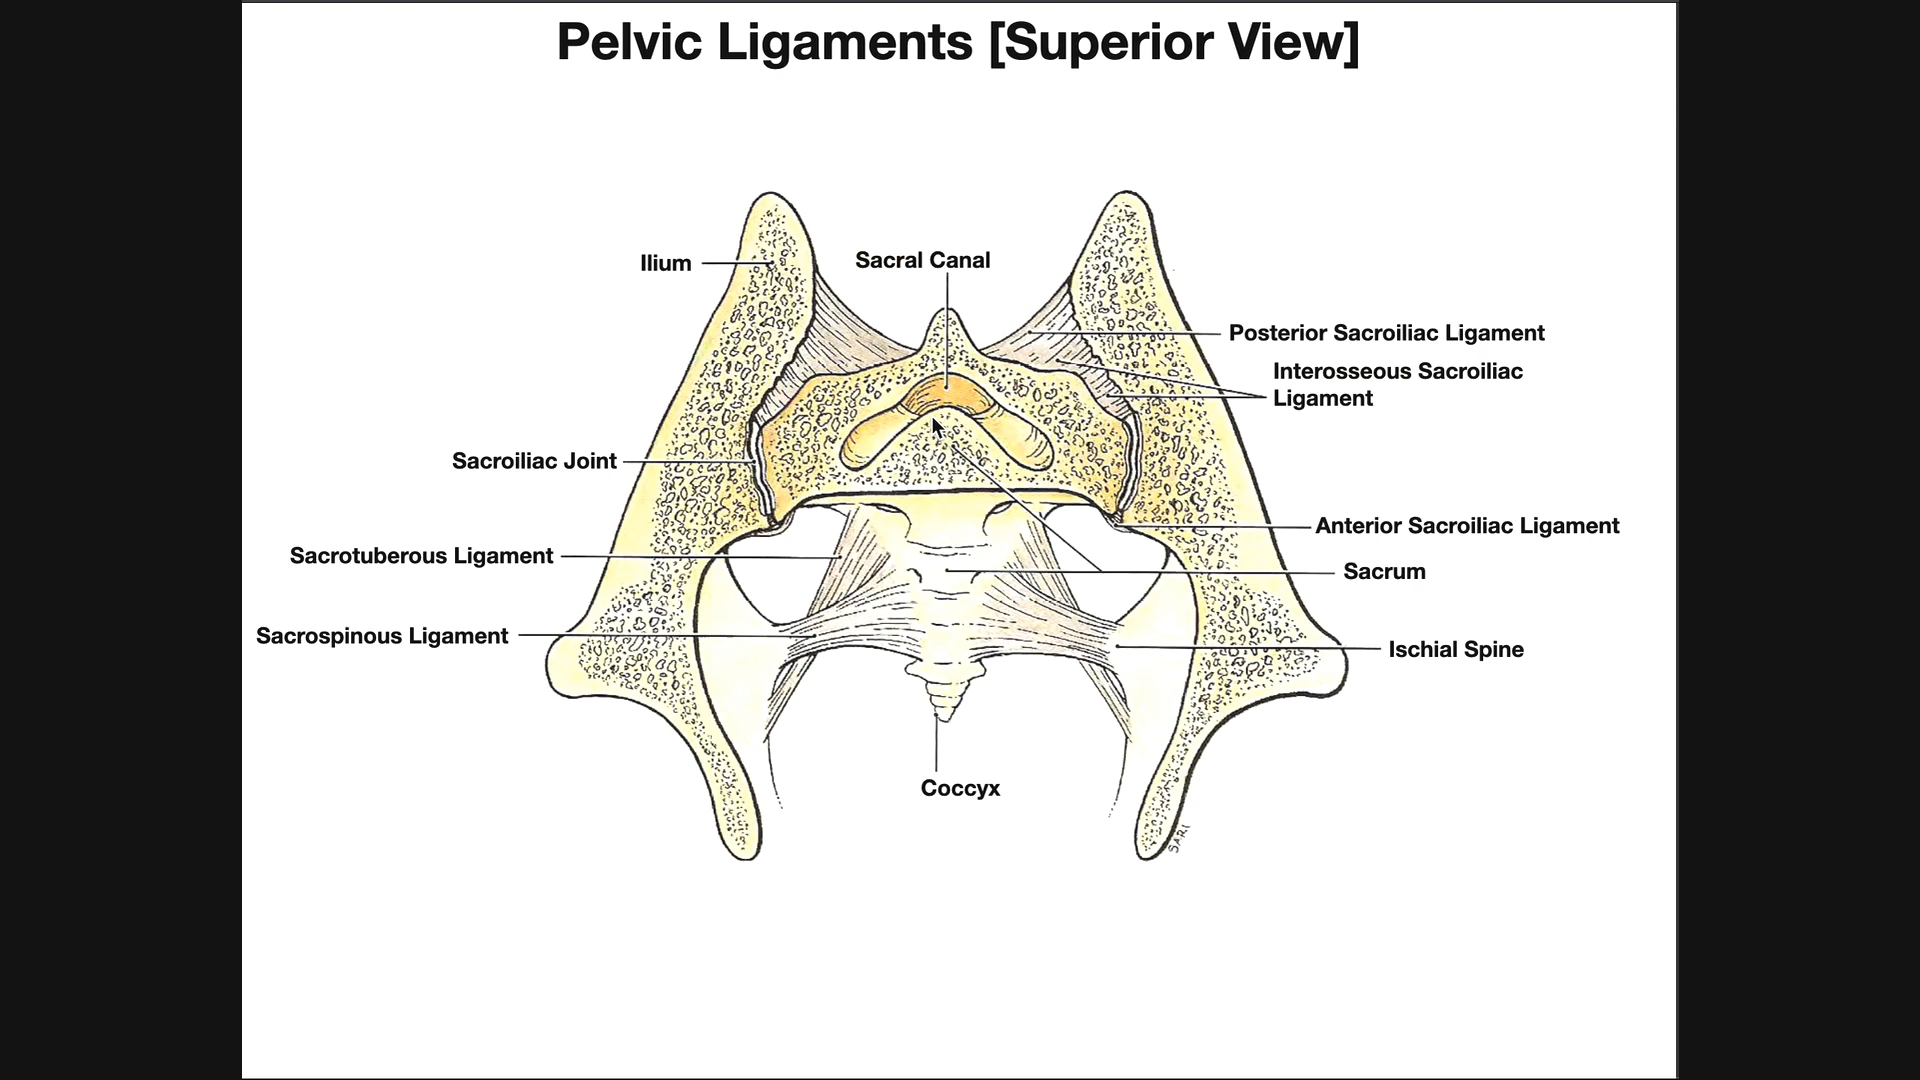 Pelvic Ligaments [Superior View]
Ilium
Sacral Canal
Posterior Sacroiliac Ligament
Interosseous Sacroiliac
Ligament
Sacroiliac Joint
Anterior Sacroiliac Ligament
Sacrotuberous Ligament
Sacrum
Sacrospinous Ligament
Ischial Spine
Coccyx
SARI